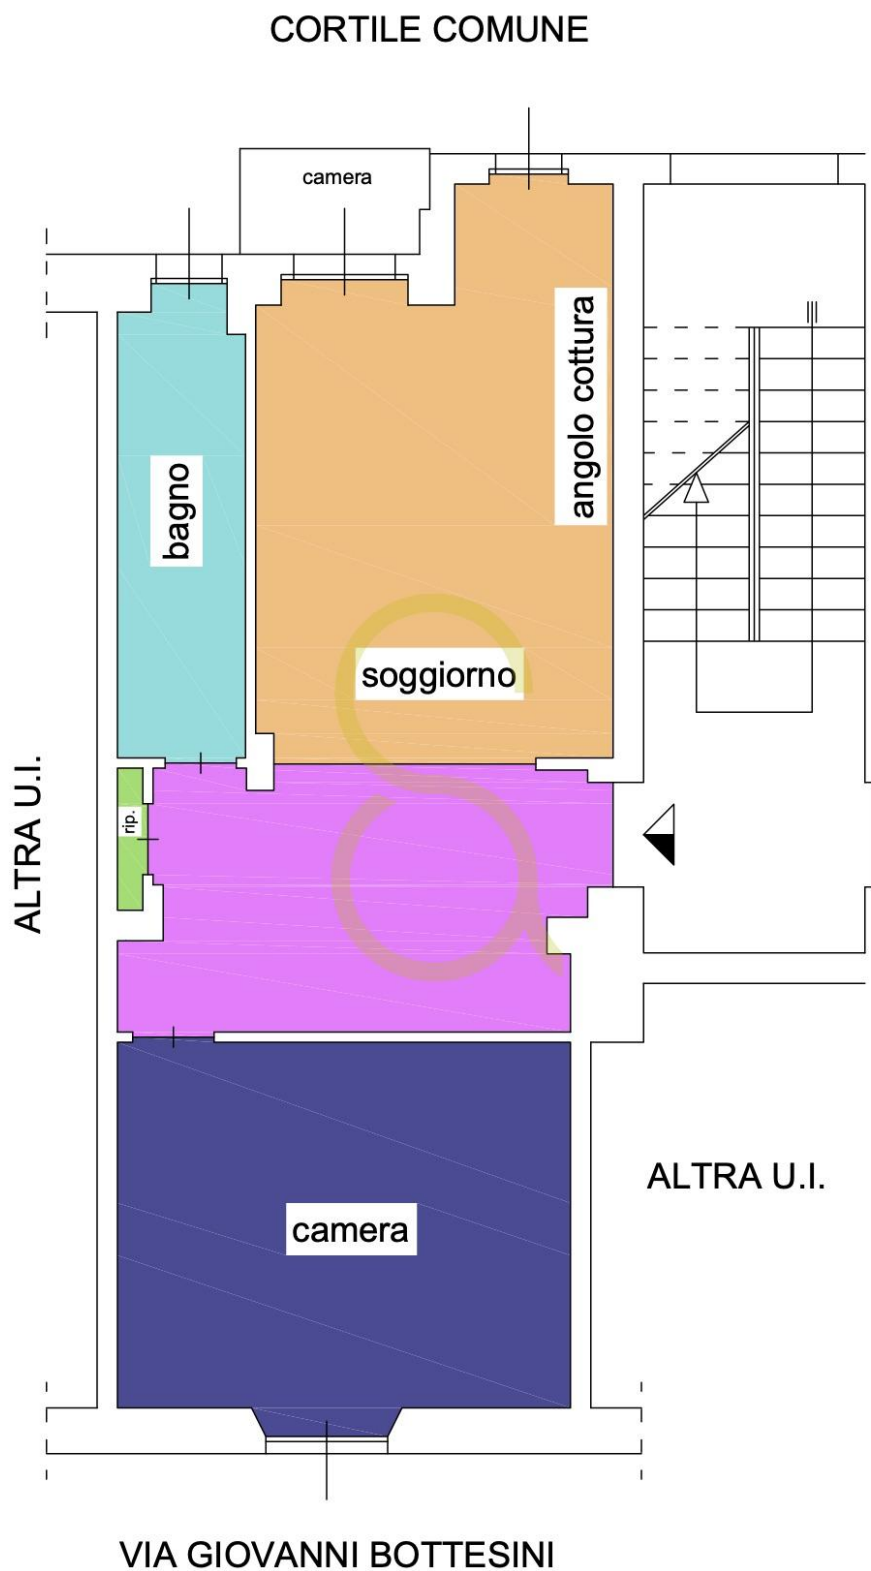 CORTILE COMUNE
camera
angolo cottura
bagno
soggiorno
rip.
ALTRA U.I.
ALTRA U.I.
camera
VIA GIOVANNI BOTTESINI